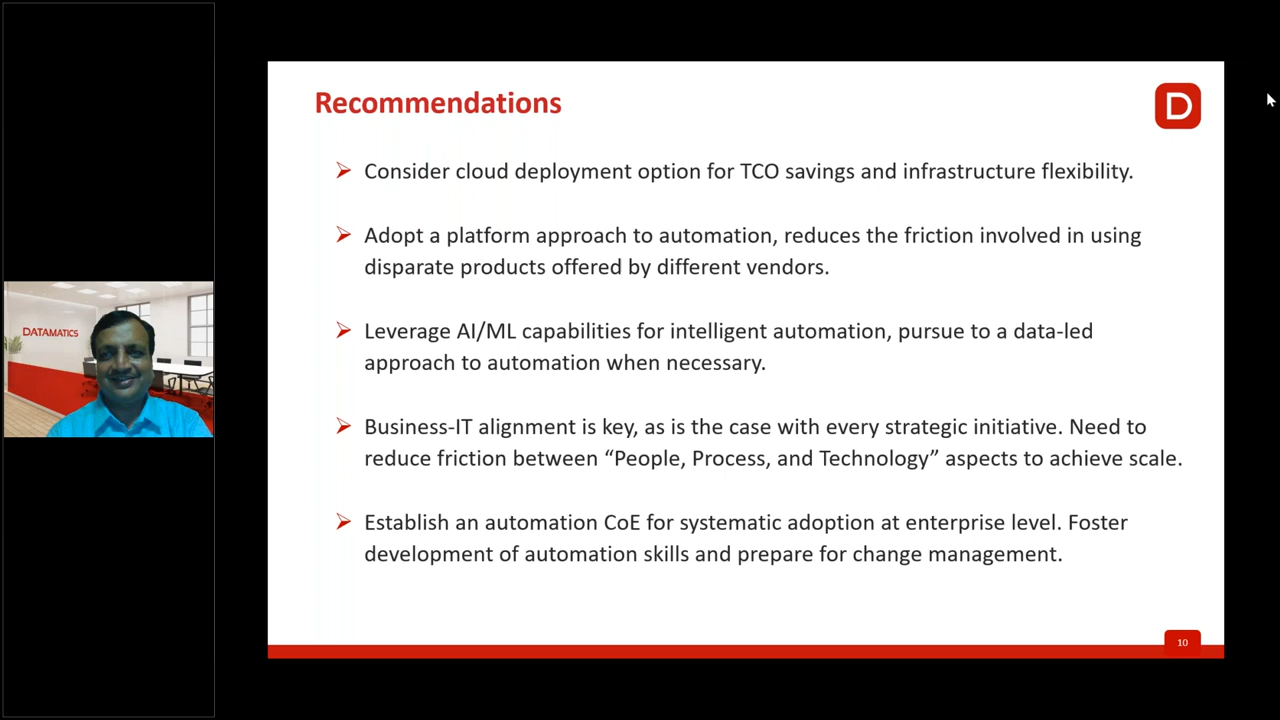 Recommendations
D
Consider cloud deployment option for TCO savings and infrastructure flexibility.
Adopt a platform approach to automation, reduces the friction involved in using
disparate products offered by different vendors.
Leverage AI/ML capabilities for intelligent automation, pursue to a data-led
approach to automation when necessary.
Business-IT alignment is key, as is the case with every strategic initiative. Need to
reduce friction between “People, Process, and Technology” aspects to achieve scale.
Establish an automation CoE for systematic adoption at enterprise level. Foster
development of automation skills and prepare for change management.
10
DATAMATICS